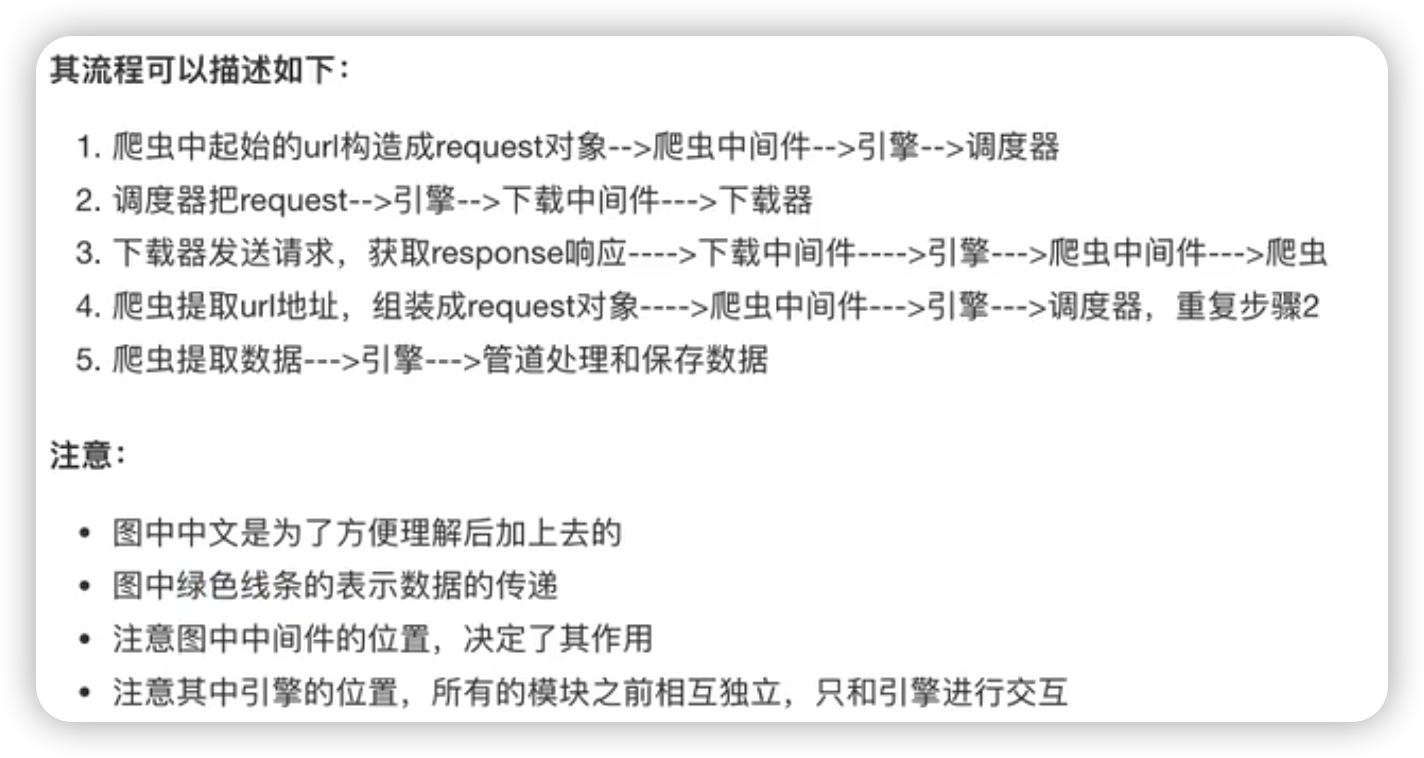 其流程可以描述如下：
1. 爬虫中起始的url构造成request对象-->爬虫中间件-->引擎-->调度器
2. 调度器把request-->引擎-->下载中间件--->下载器
3. 下载器发送请求，获取response响应---->下载中间件---->引擎--->爬虫中间件--->爬虫
4. 爬虫提取url地址，组装成request对象---->爬虫中间件--->引擎--->调度器，重复步骤2
5. 爬虫提取数据--->引擎--->管道处理和保存数据
注意：
• 图中中文是为了方便理解后加上去的
• 图中绿色线条的表示数据的传递
• 注意图中中间件的位置，决定了其作用
• 注意其中引擎的位置，所有的模块之前相互独立，只和引擎进行交互